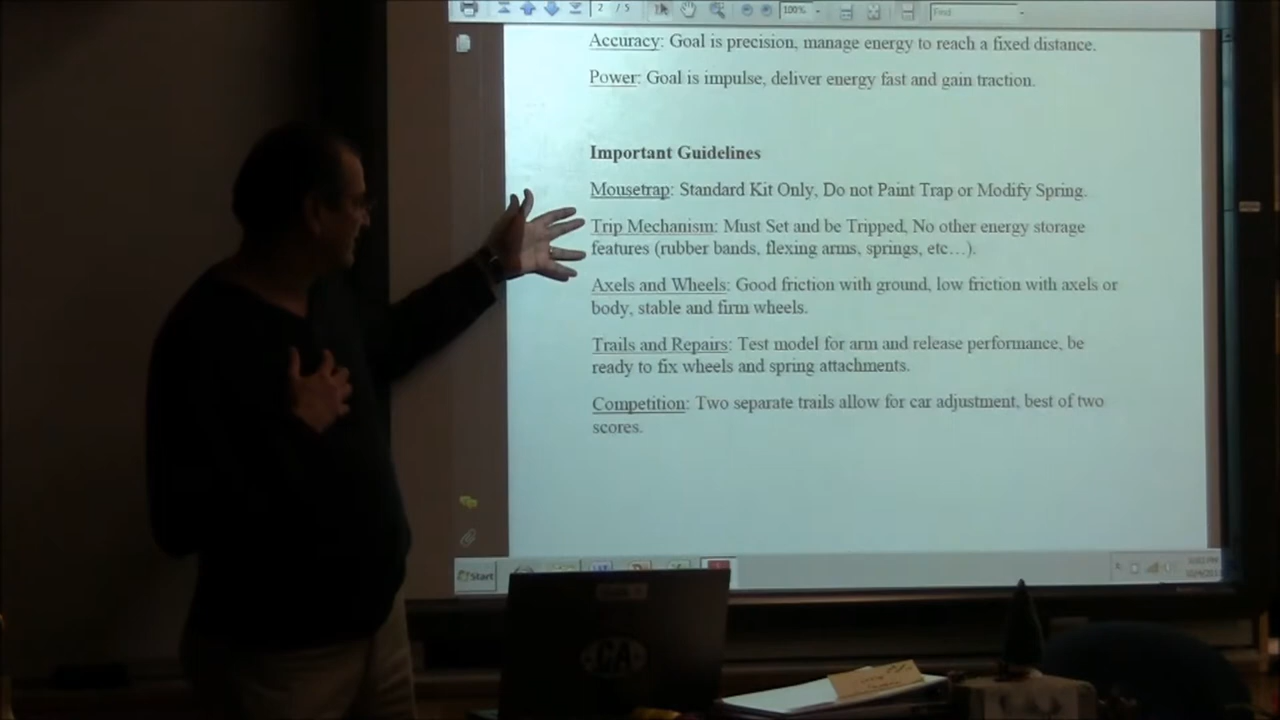 2 / 5
100%
Find
Accuracy: Goal is precision, manage energy to reach a fixed distance.
Power: Goal is impulse, deliver energy fast and gain traction.
Important Guidelines
Mousetrap: Standard Kit Only, Do not Paint Trap or Modify Spring.
Trip Mechanism: Must Set and be Tripped, No other energy storage
features (rubber bands, flexing arms, springs, etc…).
Axels and Wheels: Good friction with ground, low friction with axels or
body, stable and firm wheels.
Trails and Repairs: Test model for arm and release performance, be
ready to fix wheels and spring attachments.
Competition: Two separate trails allow for car adjustment, best of two
scores.
Start
CA